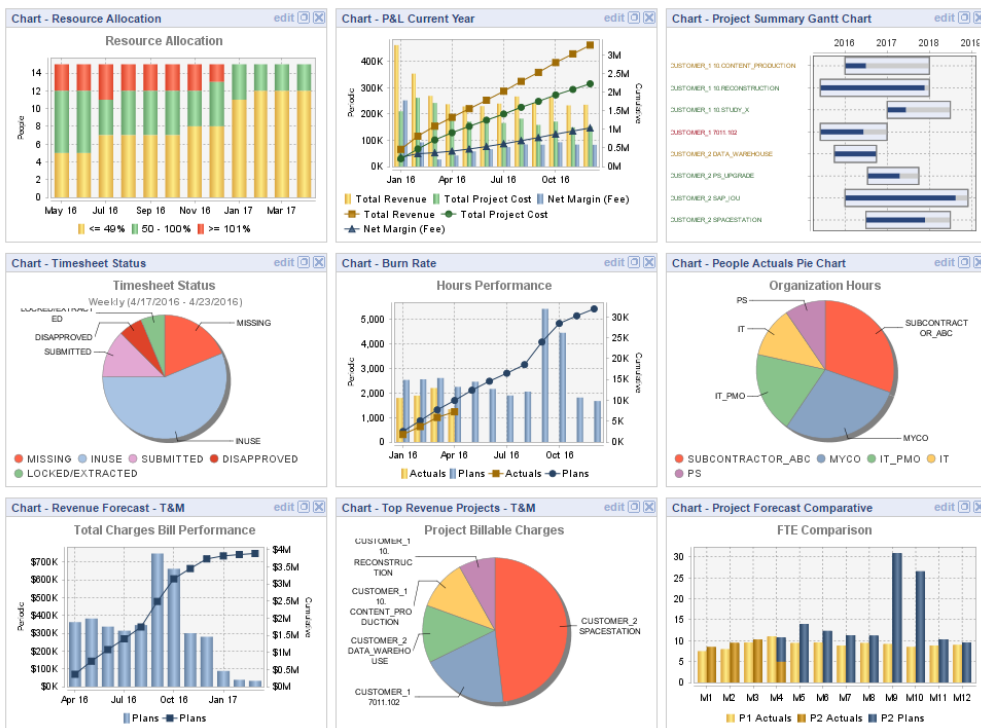 Chart - Resource Allocation edit
Resource Allocation
People
14
12
10
8
6
4
2
0
May 16 Jul 16 Sep 16 Nov 16 Jan 17 Mar 17
<= 49% 50 - 100% >= 101%
Chart - P&L Current Year edit
Periodic
Cumulative
400K
300K
200K
100K
0K
3M
2.5M
2M
1.5M
1M
0.5M
0M
Jan 16 Apr 16 Jul 16 Oct 16
Total Revenue Total Project Cost Net Margin (Fee)
Total Revenue Total Project Cost
Net Margin (Fee)
Chart - Project Summary Gantt Chart edit
2016 2017 2018 2019
CUSTOMER_1 10.CONTENT_PRODUCTION
CUSTOMER_1 10.RECONSTRUCTION
CUSTOMER_1 10.STUDY_X
CUSTOMER_1 7011.102
CUSTOMER_2 DATA_WAREHOUSE
CUSTOMER_2 PS_UPGRADE
CUSTOMER_2 SAP_IOU
CUSTOMER_2 SPACESTATION
Chart - Timesheet Status edit
Timesheet Status
Weekly (4/17/2016 - 4/23/2016)
LOCKED/EXTRACT
ED
DISAPPROVED
SUBMITTED
MISSING
INUSE
MISSING INUSE SUBMITTED DISAPPROVED
LOCKED/EXTRACTED
Chart - Burn Rate edit
Hours Performance
Periodic
Cumulative
5,000
4,000
3,000
2,000
1,000
0
30K
25K
20K
15K
10K
5K
0K
Jan 16 Apr 16 Jul 16 Oct 16
Actuals Plans Actuals Plans
Chart - People Actuals Pie Chart edit
Organization Hours
PS
IT
IT_PMO
SUBCONTRACT
OR_ABC
MYCO
SUBCONTRACTOR_ABC MYCO IT_PMO IT
PS
Chart - Revenue Forecast - T&M edit
Total Charges Bill Performance
Periodic
Cumulative
$700K
$600K
$500K
$400K
$300K
$200K
$100K
$0K
$4M
$3.5M
$3M
$2.5M
$2M
$1.5M
$1M
$0.5M
$0M
Apr 16 Jul 16 Oct 16 Jan 17
Plans Plans
Chart - Top Revenue Projects - T&M edit
Project Billable Charges
CUSTOMER_1
10.
RECONSTRUC
TION
CUSTOMER_1
10.
CONTENT_PRO
DUCTION
CUSTOMER_2
DATA_WAREHO
USE
CUSTOMER_1
7011.102
CUSTOMER_2
SPACESTATION
Chart - Project Forecast Comparative edit
FTE Comparison
30
25
20
15
10
5
0
M1 M2 M3 M4 M5 M6 M7 M8 M9 M10 M11 M12
P1 Actuals P2 Actuals P2 Plans